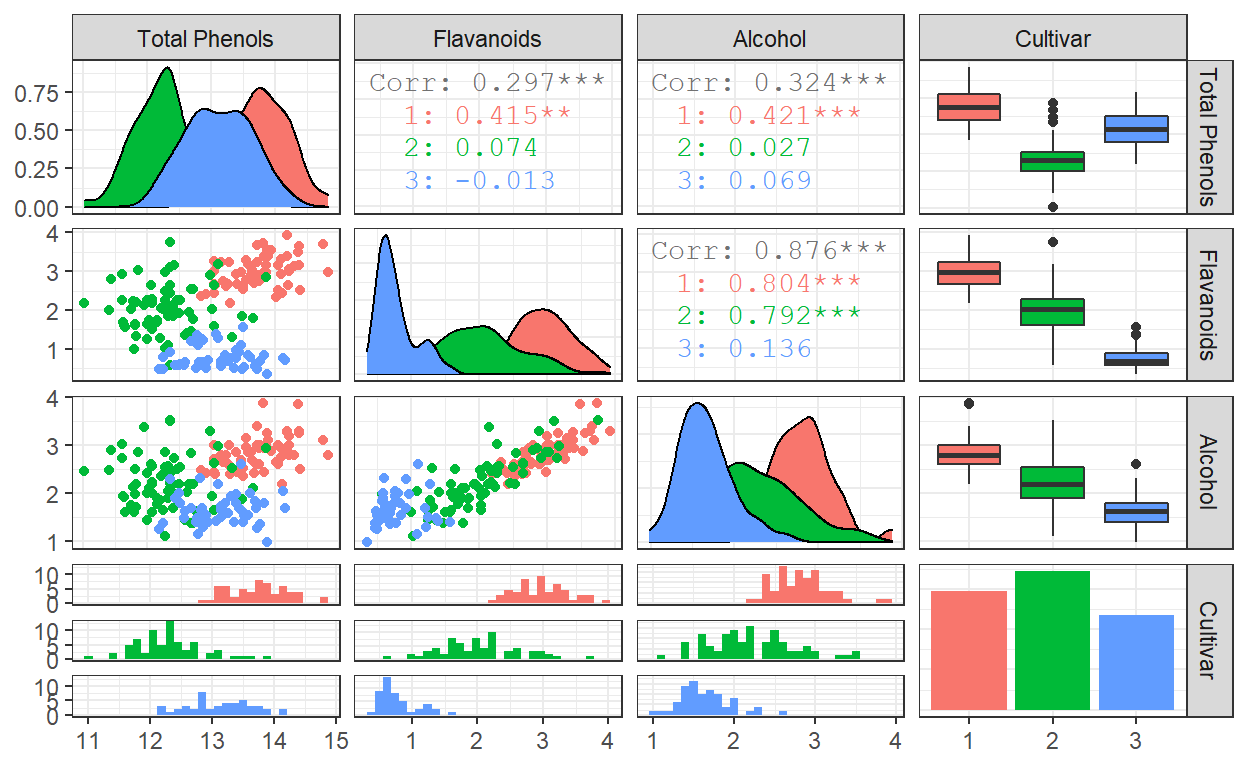 Total Phenols
Flavanoids
Alcohol
Cultivar
0.75
0.50
0.25
0.00
Corr: 0.297***
1: 0.415**
2: 0.074
3: -0.013
Corr: 0.324***
1: 0.421***
2: 0.027
3: 0.069
Total Phenols
4
3
2
1
Corr: 0.876***
1: 0.804***
2: 0.792***
3: 0.136
Flavanoids
4
3
2
1
Alcohol
10
5
0
10
5
0
10
5
0
Cultivar
11 12 13 14 15
1 2 3 4
1 2 3 4
1 2 3